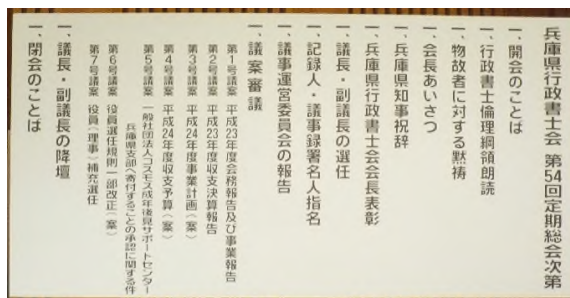 兵庫県行政書士会 第54回定期総会次第
一、開会のことば
一、行政書士倫理綱領朗読
一、物故者に対する黙祷
一、会長あいさつ
一、兵庫県知事祝辞
一、兵庫県行政書士会会長表彰
一、議長・副議長の選任
一、記録人・議事録署名人指名
一、議事運営委員会の報告
一、議案審議
第1号議案 平成23年度会務報告及び事業報告
第2号議案 平成23年度収支決算報告
第3号議案 平成24年度事業計画(案)
第4号議案 平成24年度収支予算(案)
第5号議案 一般社団法人コスモス成年後見サポートセンター
兵庫県支部へ寄付することの承認に関する件
第6号議案 役員選任規則一部改正(案)
第7号議案 役員(理事)補充選任
一、議長・副議長の降壇
一、閉会のことば